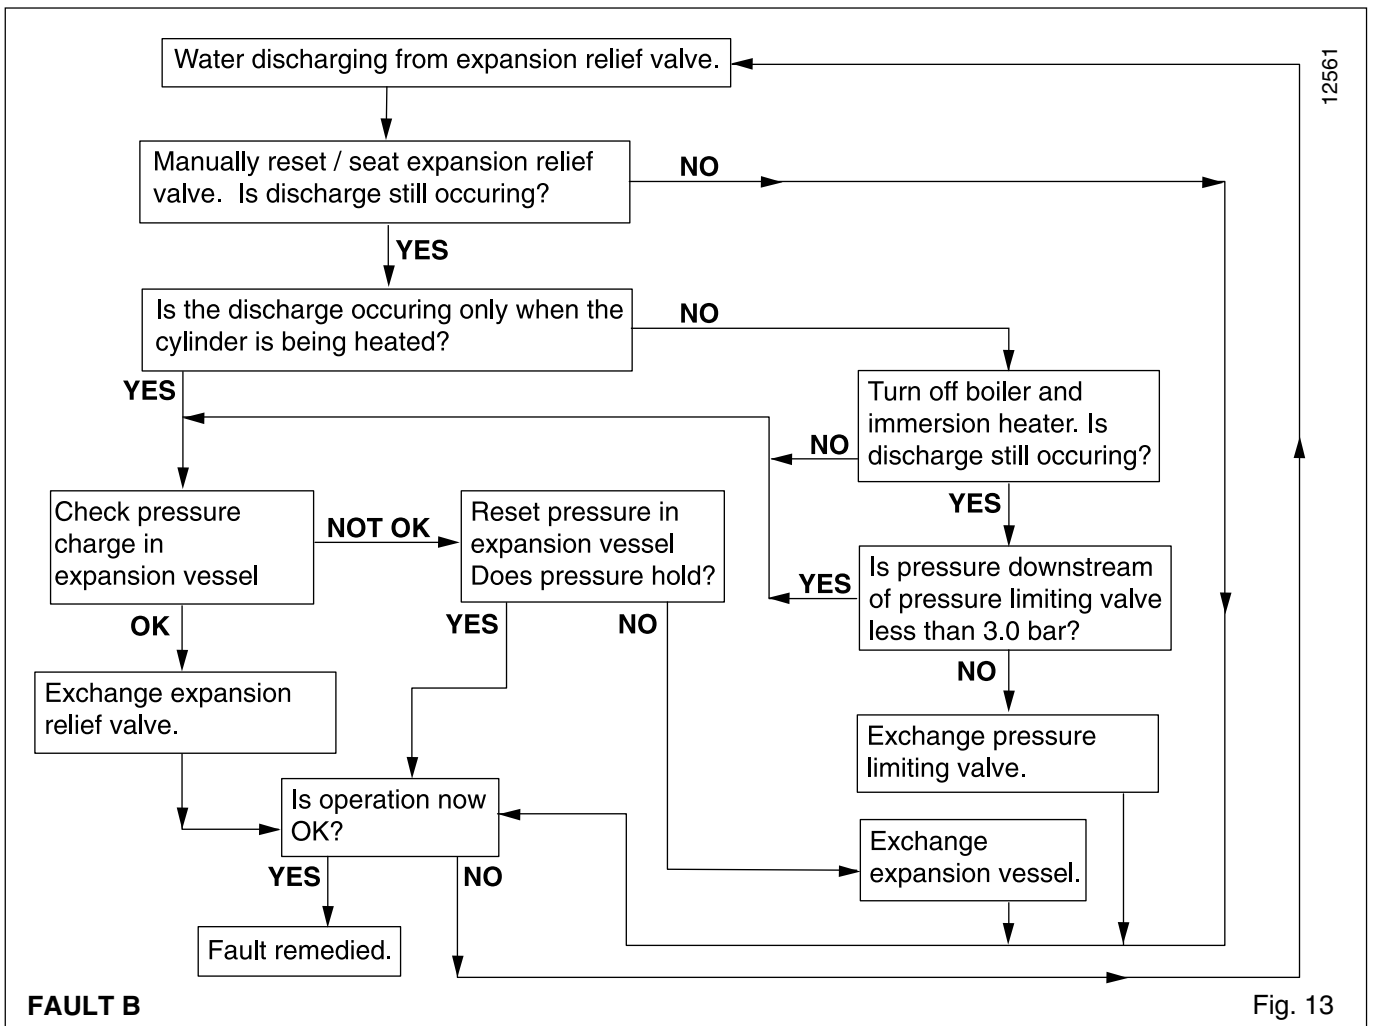 Water discharging from expansion relief valve.
12561
Manually reset / seat expansion relief
valve. Is discharge still occuring?
NO
YES
Is the discharge occuring only when the
cylinder is being heated?
NO
YES
Turn off boiler and
immersion heater. Is
discharge still occuring?
NO
YES
Check pressure
charge in
expansion vessel
NOT OK
Reset pressure in
expansion vessel
Does pressure hold?
Is pressure downstream
of pressure limiting valve
less than 3.0 bar?
YES
OK
YES
NO
NO
Exchange expansion
relief valve.
Exchange pressure
limiting valve.
Is operation now
OK?
Exchange
expansion vessel.
YES
NO
Fault remedied.
FAULT B
Fig. 13